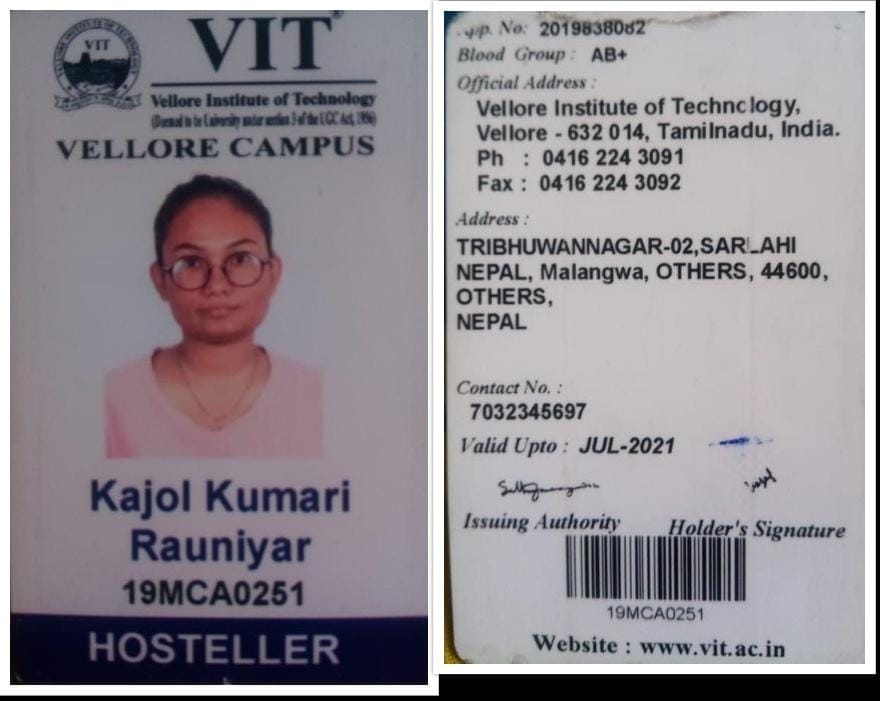 VIT
VIT
Vellore Institute of Technology
(Deemed to be University under section 3 of the UGC Act, 1956)
VELLORE CAMPUS
Kajol Kumari
Rauniyar
19MCA0251
HOSTELLER
App. No: 2019838082
Blood Group : AB+
Official Address :
Vellore Institute of Technology,
Vellore - 632 014, Tamilnadu, India.
Ph : 0416 224 3091
Fax : 0416 224 3092
Address :
TRIBHUWANNAGAR-02,SARLAHI
NEPAL, Malangwa, OTHERS, 44600,
OTHERS,
NEPAL
Contact No. :
7032345697
Valid Upto : JUL-2021
Issuing Authority Holder's Signature
19MCA0251
Website : www.vit.ac.in